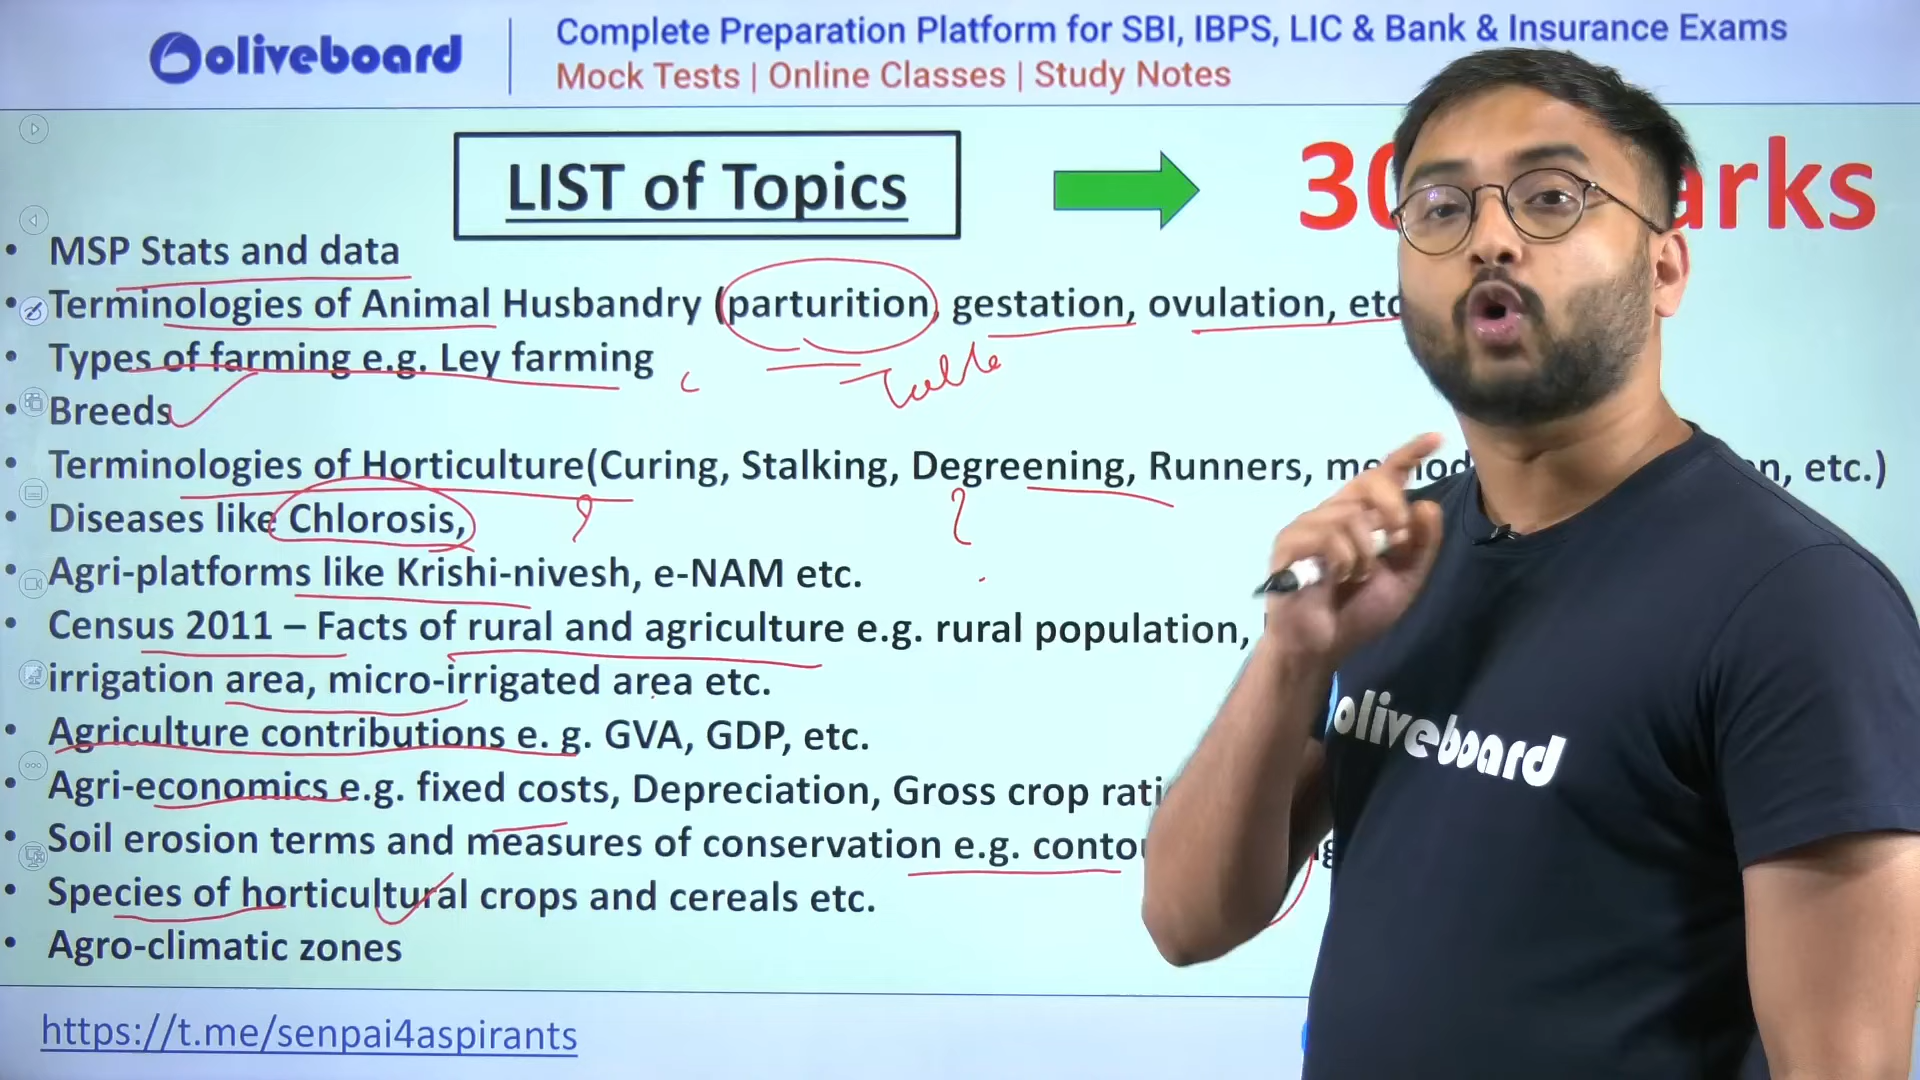 oliveboard
Complete Preparation Platform for SBI, IBPS, LIC & Bank & Insurance Exams
Mock Tests | Online Classes | Study Notes
LIST of Topics
30
arks
• MSP Stats and data
• Terminologies of Animal Husbandry (parturition, gestation, ovulation, etc
• Types of farming e.g. Ley farming
Table
• Breeds
• Terminologies of Horticulture(Curing, Stalking, Degreening, Runners, etc.)
• Diseases like Chlorosis,
• Agri-platforms like Krishi-nivesh, e-NAM etc.
• Census 2011 – Facts of rural and agriculture e.g. rural population,
irrigation area, micro-irrigated area etc.
• Agriculture contributions e. g. GVA, GDP, etc.
• Agri-economics e.g. fixed costs, Depreciation, Gross crop rati
• Soil erosion terms and measures of conservation e.g. conto
• Species of horticultural crops and cereals etc.
• Agro-climatic zones
oliveboard
https://t.me/senpai4aspirants